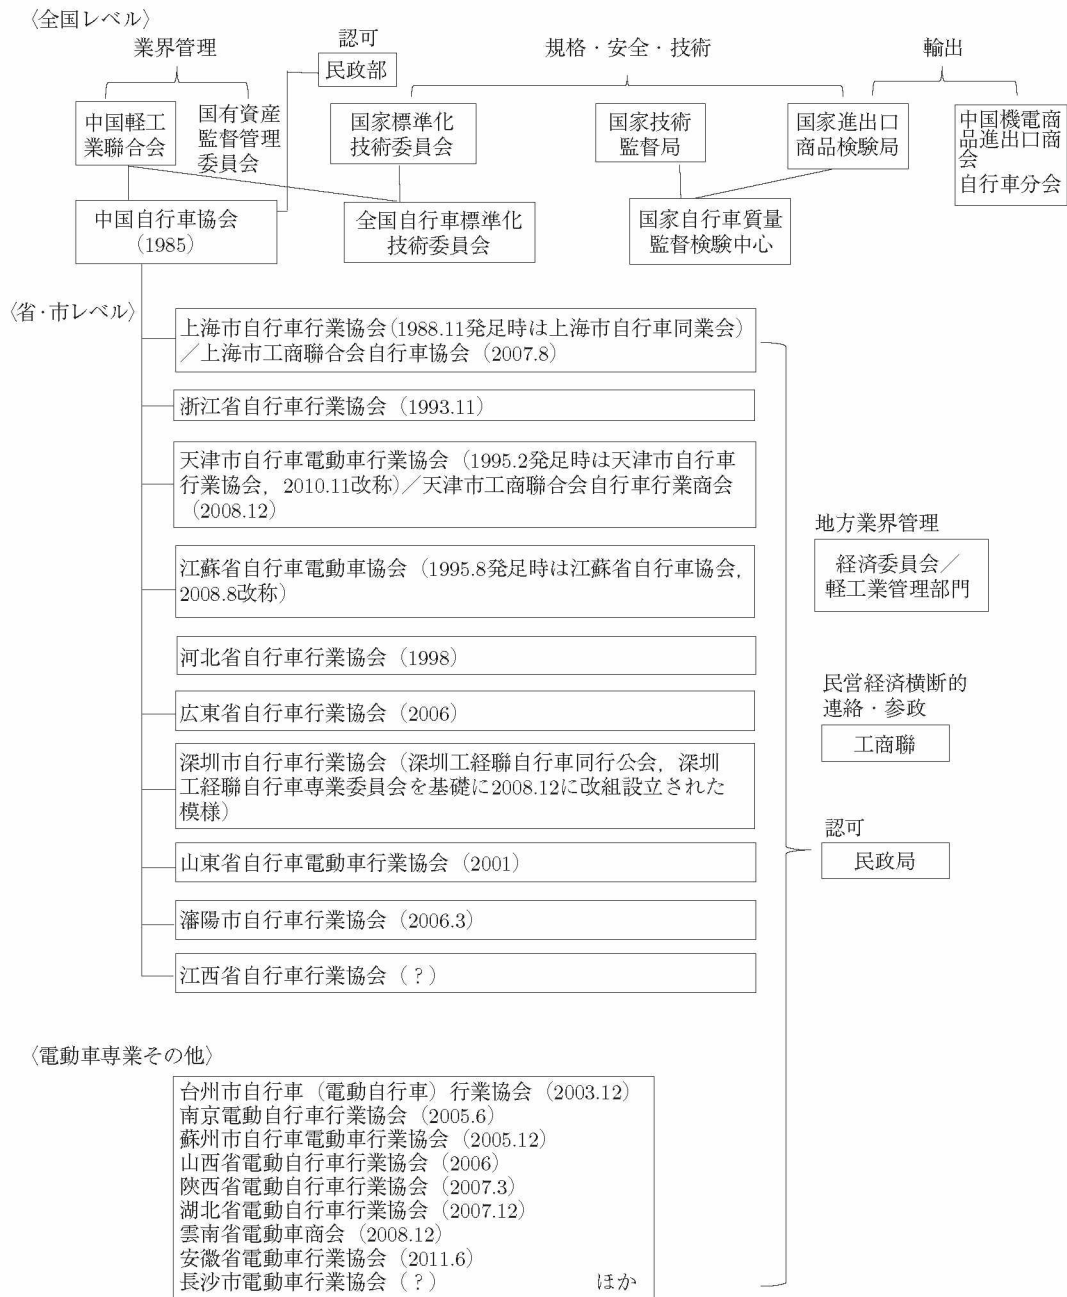 〈全国レベル〉
業界管理
認可
民政部
規格・安全・技術
輸出
中国軽工
業聯合会
国有資産
監督管理
委員会
国家標準化
技術委員会
国家技術
監督局
国家進出口
商品検験局
中国機電商
品進出口商
会
自行車分会
中国自行車協会
(1985)
全国自行車標準化
技術委員会
国家自行車質量
監督検験中心
〈省・市レベル〉
上海市自行車行業協会(1988.11発足時は上海市自行車同業会)
／上海市工商聯合会自行車協会（2007.8）
浙江省自行車行業協会（1993.11）
天津市自行車電動車行業協会（1995.2発足時は天津市自行車
行業協会，2010.11改称)／天津市工商聯合会自行車行業商会
（2008.12）
江蘇省自行車電動車協会（1995.8発足時は江蘇省自行車協会，
2008.8改称）
河北省自行車行業協会（1998）
広東省自行車行業協会（2006）
深圳市自行車行業協会（深圳工経聯自行車同行公会，深圳
工経聯自行車専業委員会を基礎に2008.12に改組設立された
模様）
山東省自行車電動車行業協会（2001）
瀋陽市自行車行業協会（2006.3）
江西省自行車行業協会（？）
地方業界管理
経済委員会／
軽工業管理部門
民営経済横断的
連絡・参政
工商聯
認可
民政局
〈電動車専業その他〉
台州市自行車（電動自行車）行業協会（2003.12）
南京電動自行車行業協会（2005.6）
蘇州市自行車電動車行業協会（2005.12）
山西省電動自行車行業協会（2006）
陝西省電動自行車行業協会（2007.3）
湖北省電動自行車行業協会（2007.12）
雲南省電動車商会（2008.12）
安徽省電動車行業協会（2011.6）
長沙市電動車行業協会（？） ほか